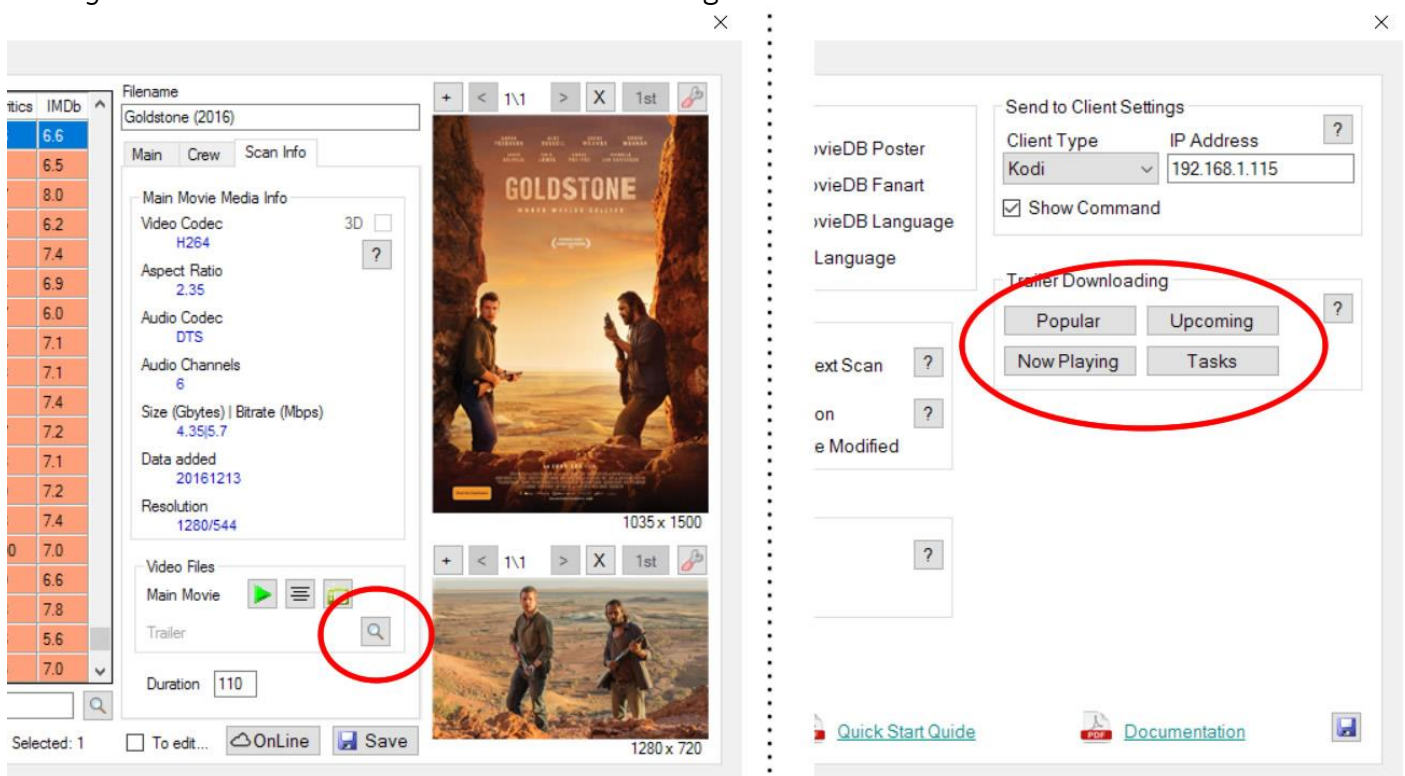 Filename
Goldstone (2016)
Main Crew Scan Info
IMDb
6.6
6.5
8.0
6.2
7.4
6.9
6.0
7.1
7.1
7.4
7.2
7.1
7.2
7.4
7.0
6.6
7.8
5.6
7.0
Selected: 1
Main Movie Media Info
Video Codec 3D
H264
?
Aspect Ratio
2.35
Audio Codec
DTS
Audio Channels
6
Size (Gbytes) | Bitrate (Mbps)
4.35|5.7
Data added
20161213
Resolution
1280/544
Video Files
Main Movie
Trailer
Duration 110
To edit... OnLine Save
+ < 1\1 > X 1st
GOLDSTONE
1035 x 1500
+ < 1\1 > X 1st
1280 x 720
ovieDB Poster
ovieDB Fanart
ovieDB Language
Language
ext Scan ?
on ?
e Modified
?
Send to Client Settings
Client Type IP Address ?
Kodi 192.168.1.115
Show Command
Trailer Downloading
?
Popular Upcoming
Now Playing Tasks
Quick Start Quide
PDF Documentation